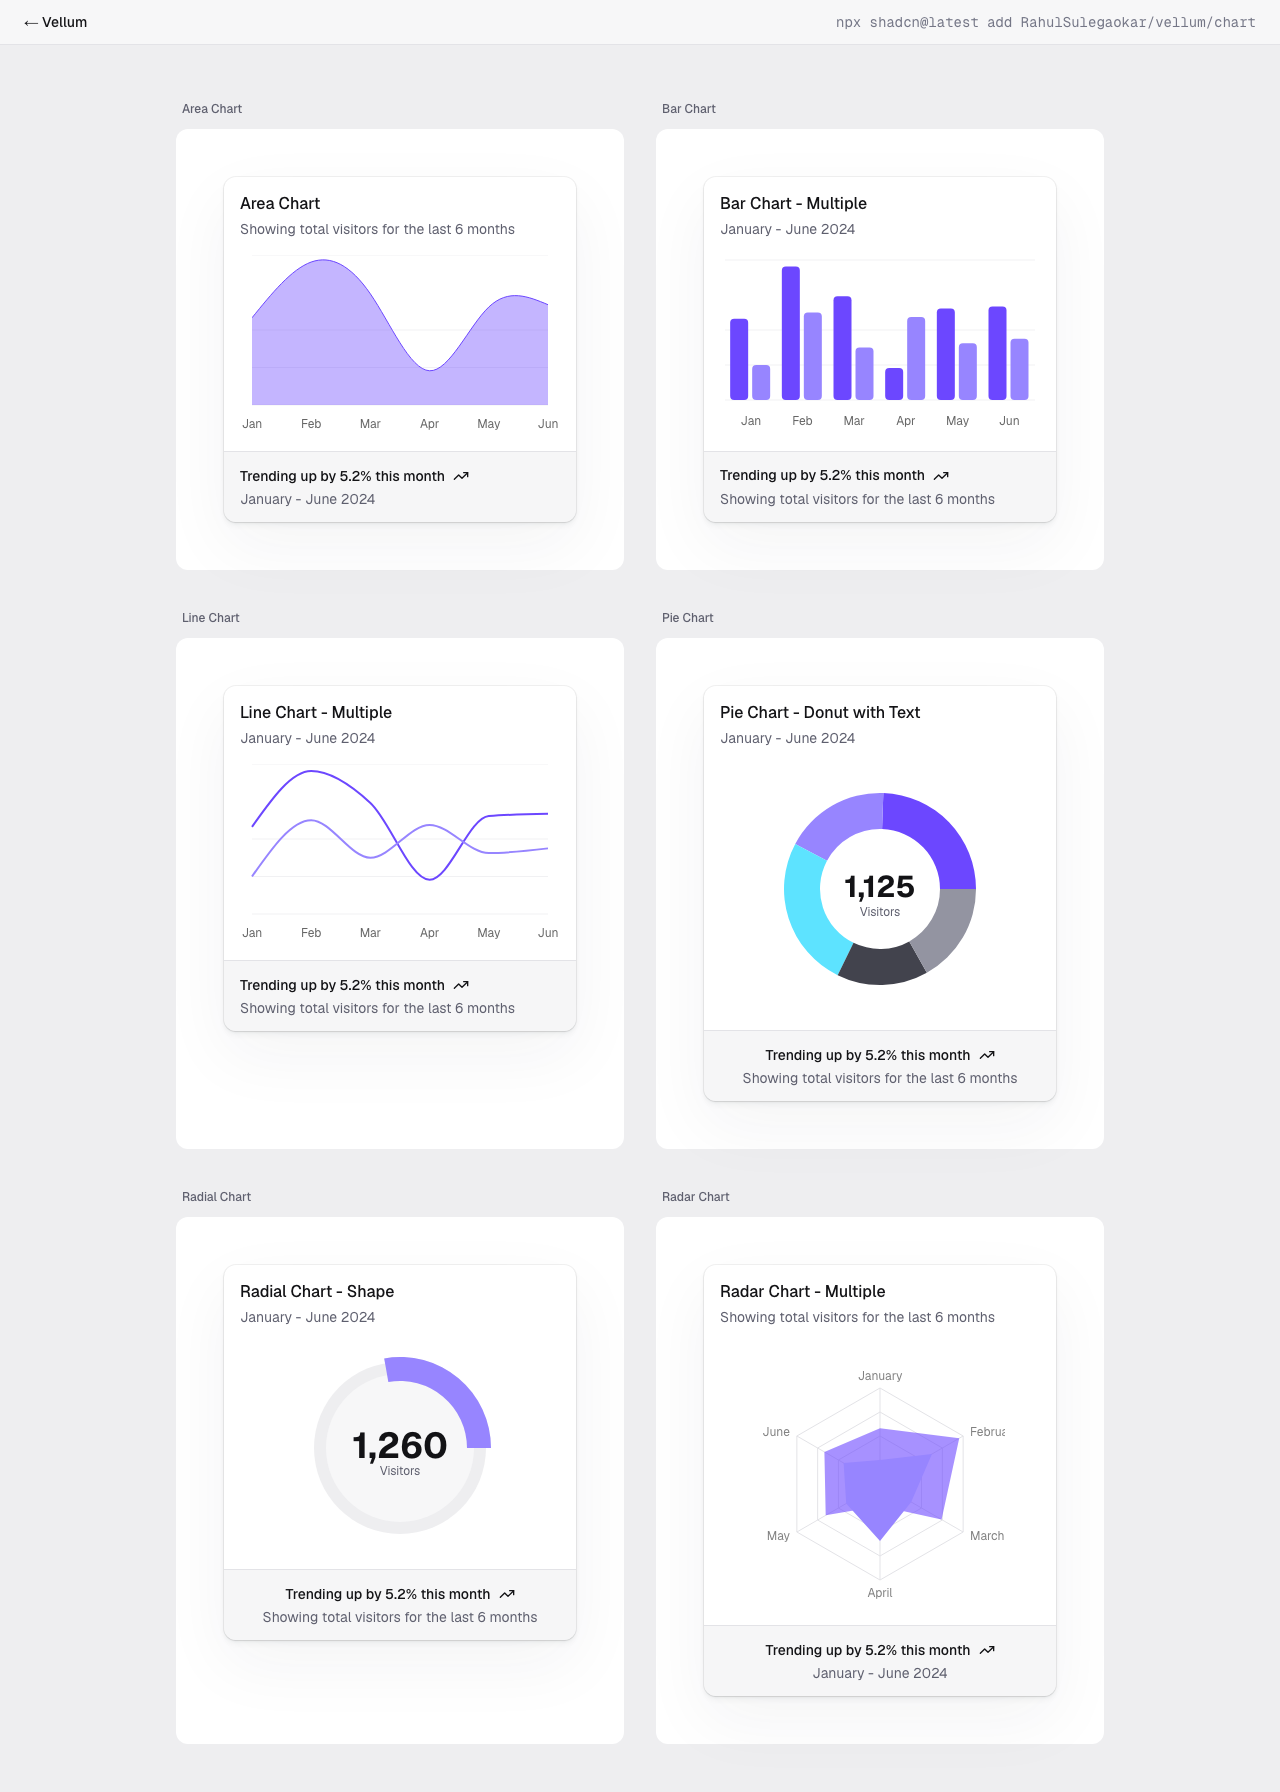 ← Vellum
npx shadcn@latest add RahulSulegaokar/vellum/chart
Area Chart
Area Chart
Showing total visitors for the last 6 months
Jan Feb Mar Apr May Jun
Trending up by 5.2% this month
January - June 2024
Bar Chart
Bar Chart - Multiple
January - June 2024
Jan Feb Mar Apr May Jun
Trending up by 5.2% this month
Showing total visitors for the last 6 months
Line Chart
Line Chart - Multiple
January - June 2024
Jan Feb Mar Apr May Jun
Trending up by 5.2% this month
Showing total visitors for the last 6 months
Pie Chart
Pie Chart - Donut with Text
January - June 2024
1,125
Visitors
Trending up by 5.2% this month
Showing total visitors for the last 6 months
Radial Chart
Radial Chart - Shape
January - June 2024
1,260
Visitors
Trending up by 5.2% this month
Showing total visitors for the last 6 months
Radar Chart
Radar Chart - Multiple
Showing total visitors for the last 6 months
January
June Februa
May March
April
Trending up by 5.2% this month
January - June 2024